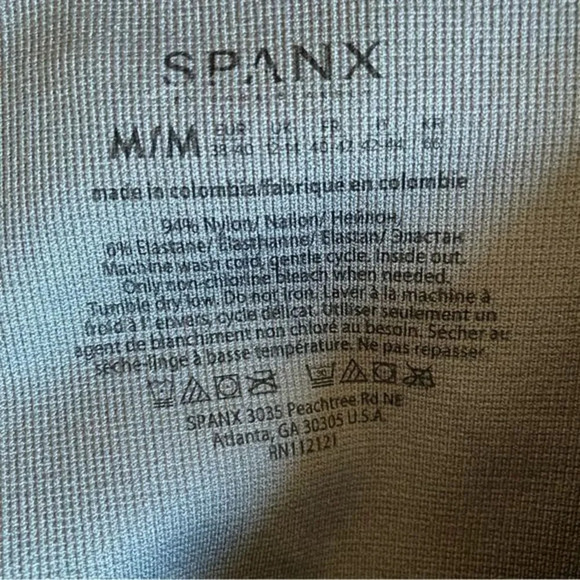 SPANX
M/M EUR UK FR IT KR
38-40 12-14 40-42 42-44 66
made in colombia/fabriqué en colombie
94% Nylon/ Nailon/ Нейлон,
6% Elastane/ Élasthanne/ Elastan/ Эластан
Machine wash cold, gentle cycle. Inside out.
Only non-chlorine bleach when needed.
Tumble dry low. Do not iron. Laver à la machine à
froid à l' envers, cycle délicat. Utiliser seulement un
agent de blanchiment non chloré au besoin. Sécher au
sèche-linge à basse température. Ne pas repasser.
SPANX 3035 Peachtree Rd NE
Atlanta, GA 30305 U.S.A.
RN112121